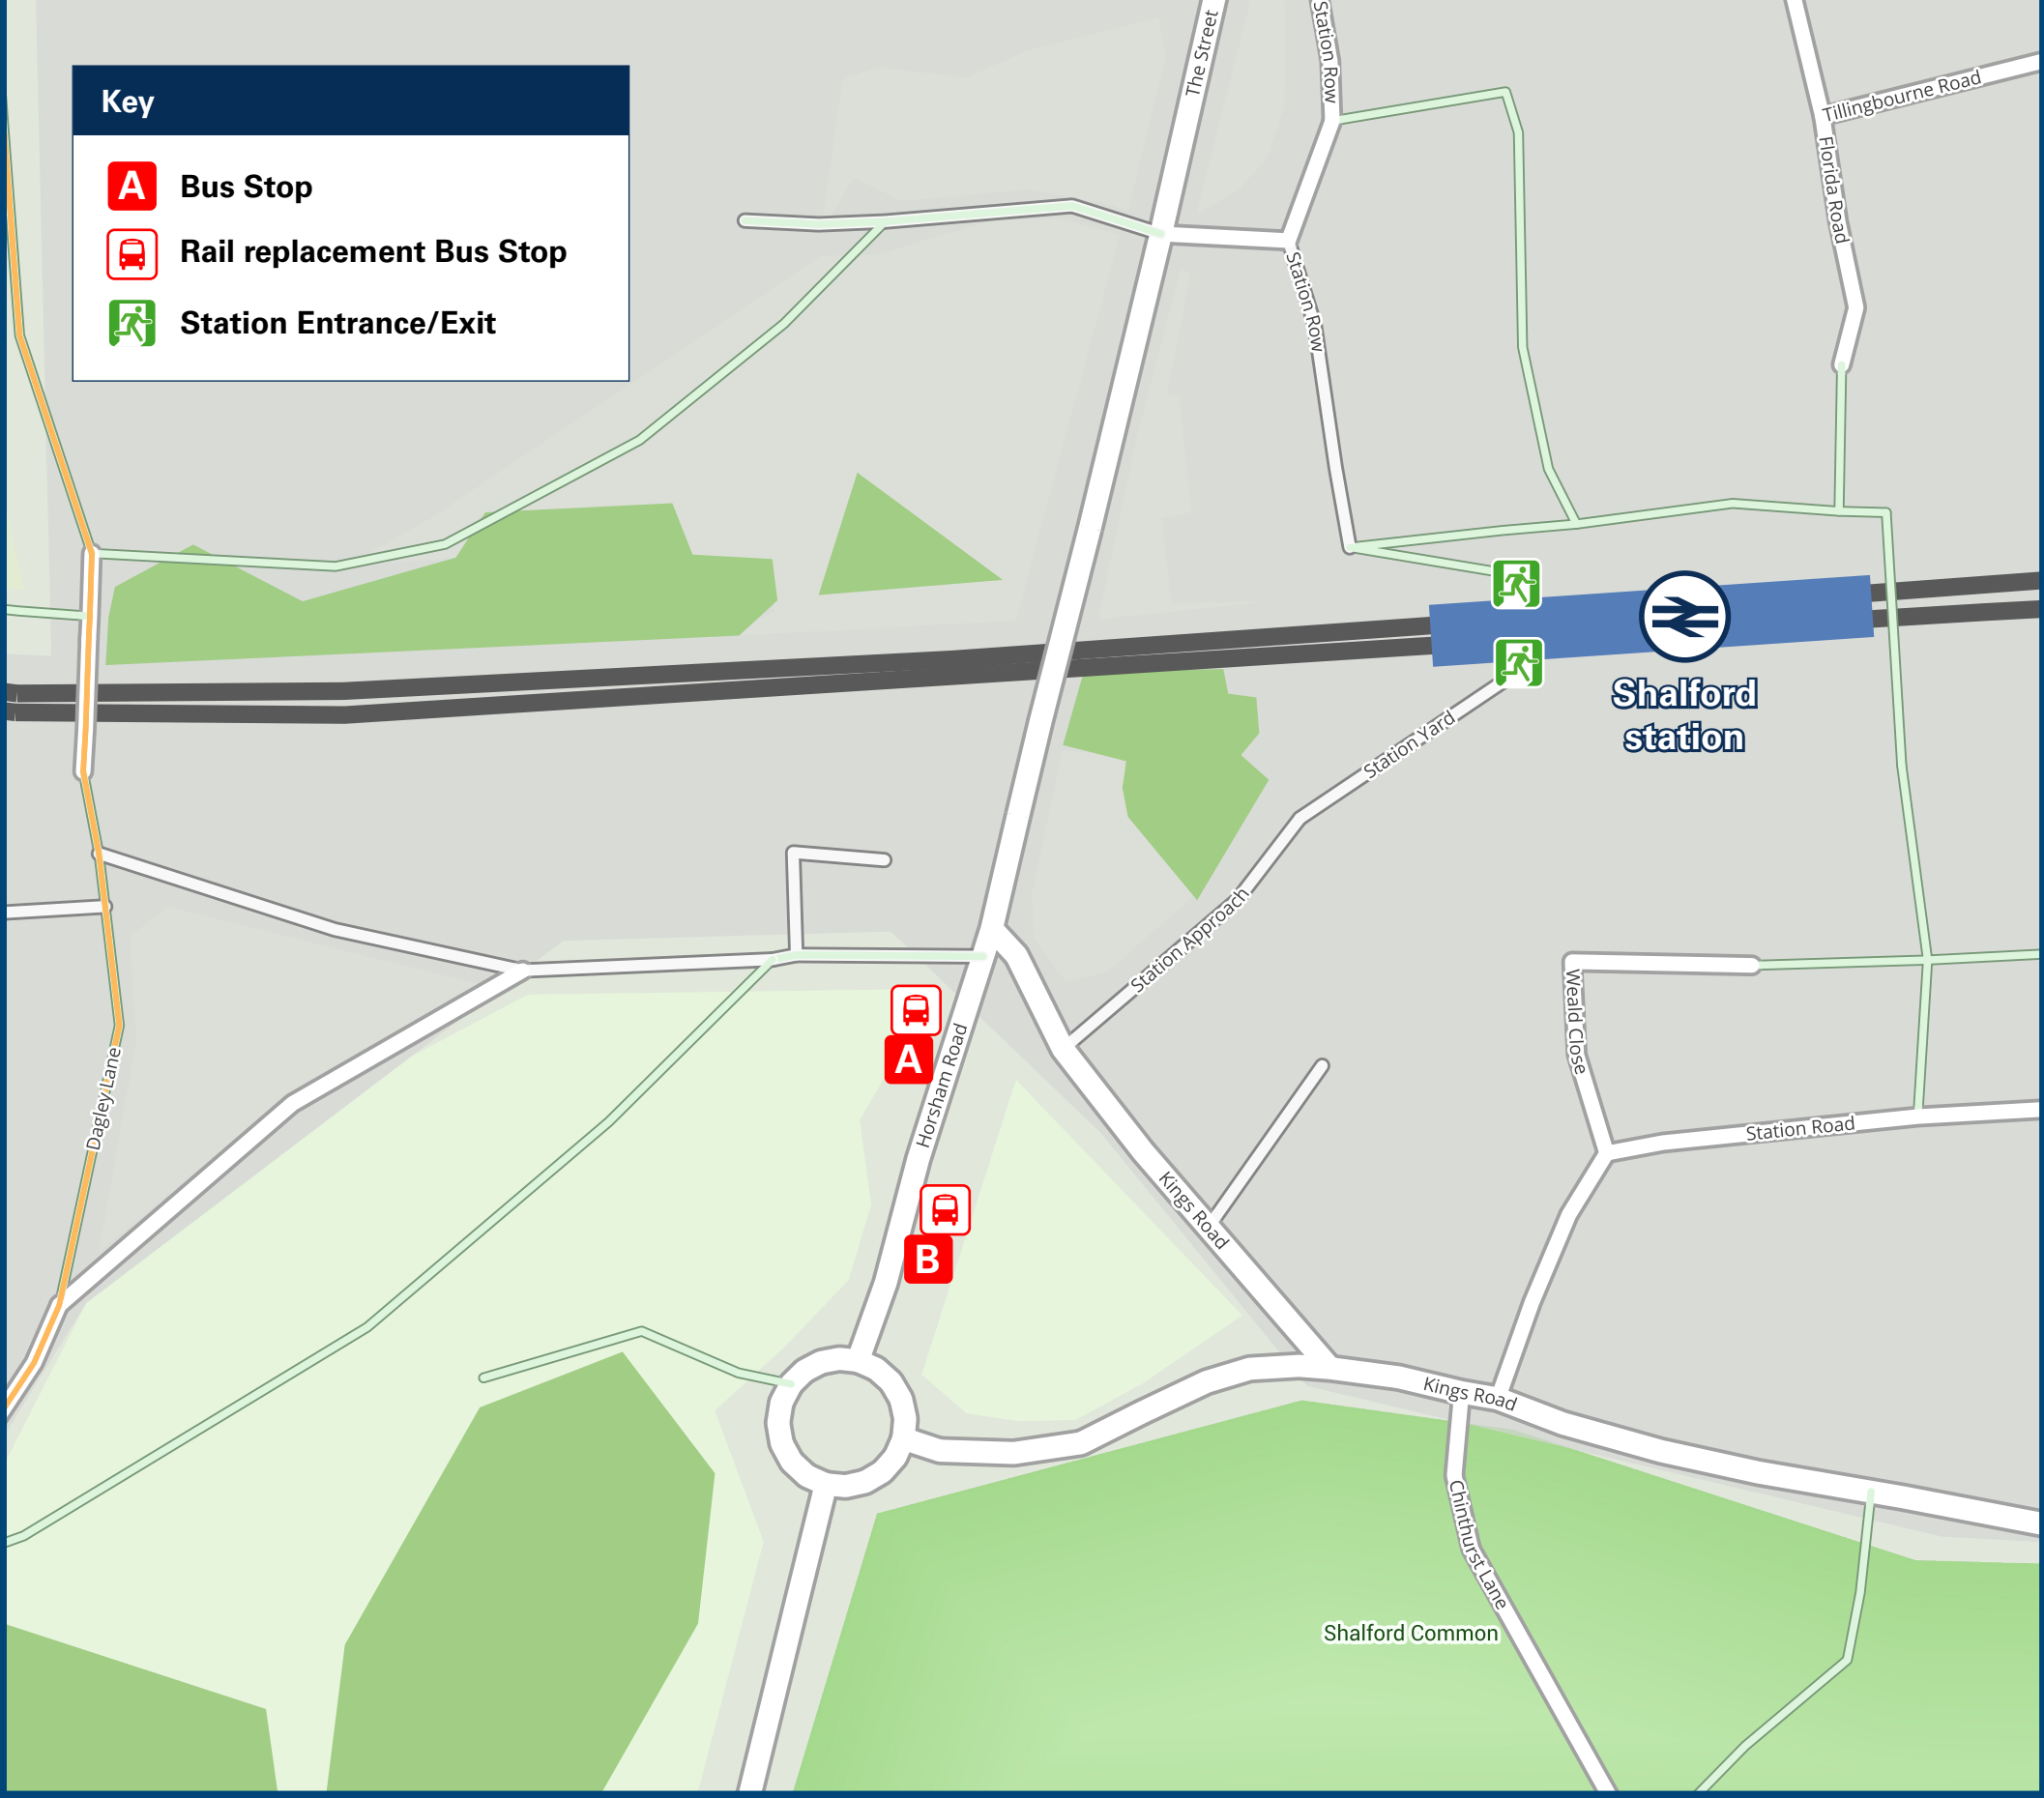 Key
A Bus Stop
Rail replacement Bus Stop
Station Entrance/Exit
The Street
Station Row
Tillingbourne Road
Florida Road
Station Row
Shalford
station
Station Yard
Station Approach
Weald Close
A
Horsham Road
Dagley Lane
Station Road
Kings Road
B
Kings Road
Chinthurst Lane
Shalford Common